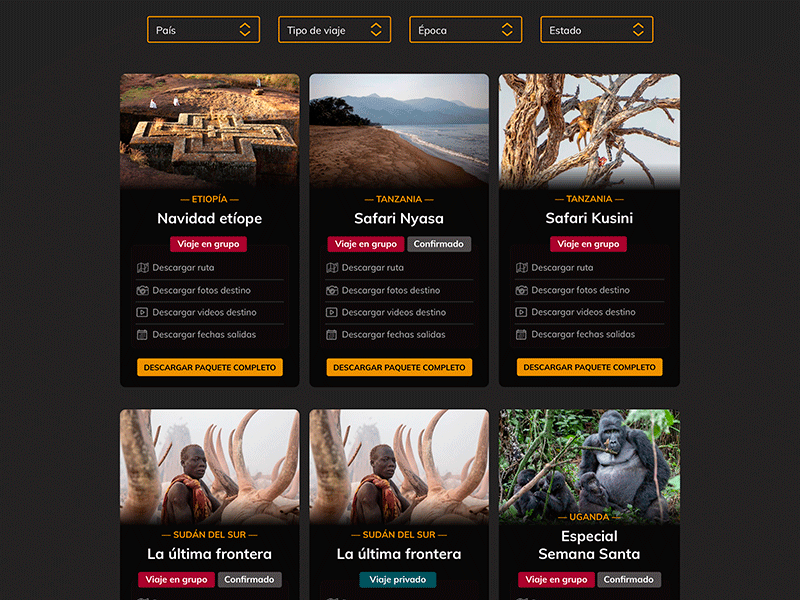 País
Tipo de viaje
Época
Estado
— ETIOPÍA —
Navidad etíope
Viaje en grupo
Descargar ruta
Descargar fotos destino
Descargar videos destino
Descargar fechas salidas
DESCARGAR PAQUETE COMPLETO
— TANZANIA —
Safari Nyasa
Viaje en grupo
Confirmado
Descargar ruta
Descargar fotos destino
Descargar videos destino
Descargar fechas salidas
DESCARGAR PAQUETE COMPLETO
— TANZANIA —
Safari Kusini
Viaje en grupo
Descargar ruta
Descargar fotos destino
Descargar videos destino
Descargar fechas salidas
DESCARGAR PAQUETE COMPLETO
— SUDÁN DEL SUR —
La última frontera
Viaje en grupo
Confirmado
— SUDÁN DEL SUR —
La última frontera
Viaje privado
— UGANDA —
Especial
Semana Santa
Viaje en grupo
Confirmado